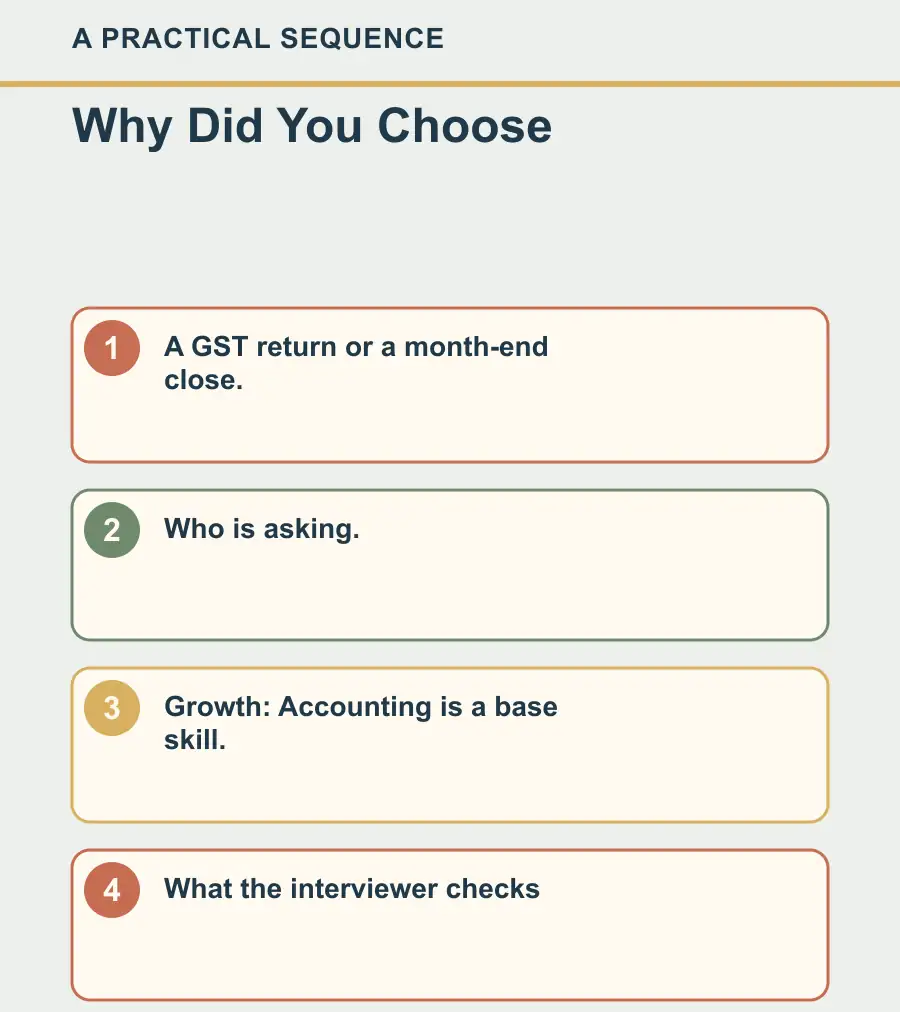 A PRACTICAL SEQUENCE
Why Did You Choose
1
A GST return or a month-end
close.
2
Who is asking.
3
Growth: Accounting is a base
skill.
4
What the interviewer checks